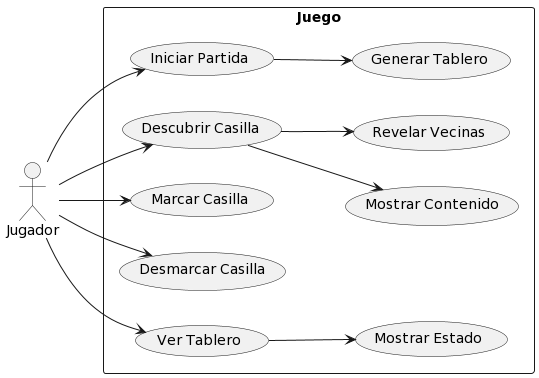 Juego
Iniciar Partida
Generar Tablero
Descubrir Casilla
Revelar Vecinas
Marcar Casilla
Mostrar Contenido
Jugador
Desmarcar Casilla
Ver Tablero
Mostrar Estado